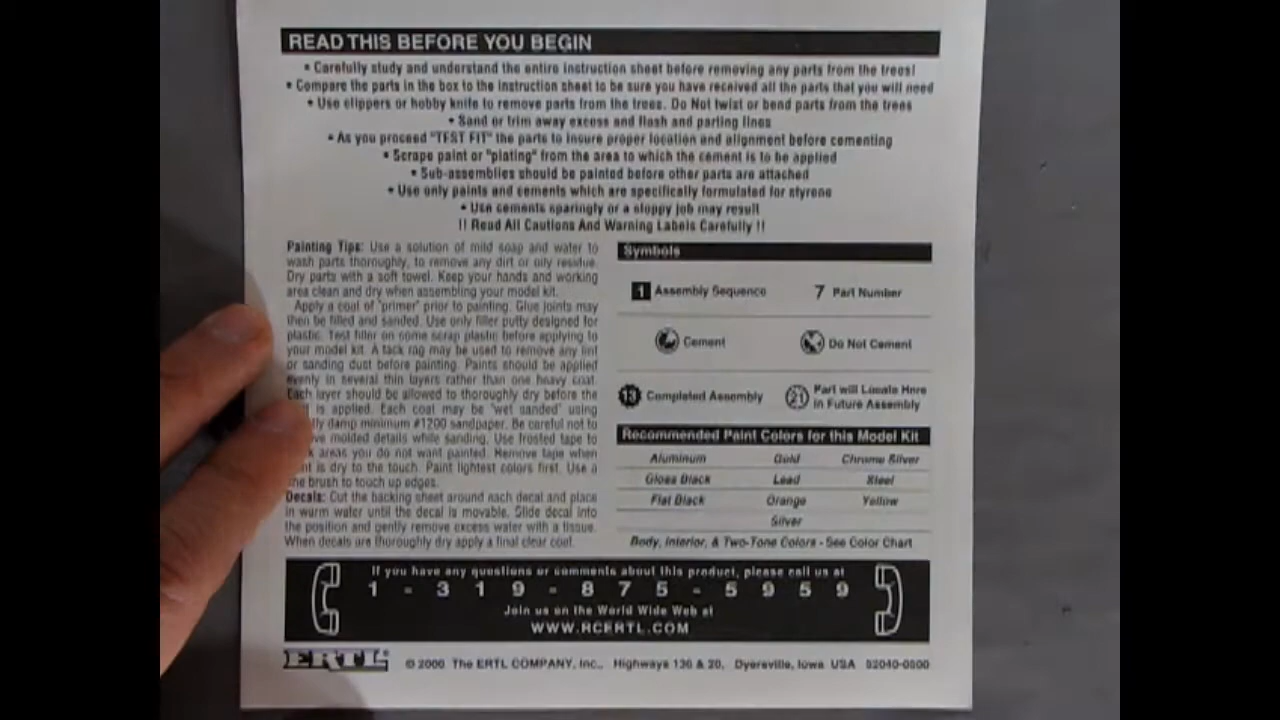 READ THIS BEFORE YOU BEGIN
• Carefully study and understand the entire instruction sheet before removing any parts from the trees!
• Compare the parts in the box to the instruction sheet to be sure you have received all the parts that you will need
• Use clippers or hobby knife to remove parts from the trees. Do Not twist or bend parts from the trees
• Sand or trim away excess and flash and parting lines
• As you proceed "TEST FIT" the parts to insure proper location and alignment before cementing
• Scrape paint or "plating" from the area to which the cement is to be applied
• Sub-assemblies should be painted before other parts are attached
• Use only paints and cements which are specifically formulated for styrene
• Use cements sparingly or a sloppy job may result
!! Read All Cautions And Warning Labels Carefully !!
Painting Tips: Use a solution of mild soap and water to
wash parts thoroughly, to remove any dirt or oily residue.
Dry parts with a soft towel. Keep your hands and working
area clean and dry when assembling your model kit.
Apply a coat of "primer" prior to painting. Glue joints may
then be filled and sanded. Use only filler putty designed for
plastic. Test filler on some scrap plastic before applying to
your model kit. A tack rag may be used to remove any lint
or sanding dust before painting. Paints should be applied
evenly in several thin layers rather than one heavy coat.
Each layer should be allowed to thoroughly dry before the
is applied. Each coat may be "wet sanded" using
damp minimum #1200 sandpaper. Be careful not to
molded details while sanding. Use frosted tape to
areas you do not want painted. Remove tape when
is dry to the touch. Paint lightest colors first. Use a
brush to touch up edges.
Decals: Cut the backing sheet around each decal and place
in warm water until the decal is movable. Slide decal into
the position and gently remove excess water with a tissue.
When decals are thoroughly dry apply a final clear coat.
Symbols
1 Assembly Sequence 7 Part Number
Cement Do Not Cement
13 Completed Assembly 21 Part will Locate Here
in Future Assembly
Recommended Paint Colors for this Model Kit
Aluminum Gold Chrome Silver
Gloss Black Lead Steel
Flat Black Orange Yellow
Silver
Body, Interior, & Two-Tone Colors - See Color Chart
If you have any questions or comments about this product, please call us at
1 - 319 - 875 - 5959
Join us on the World Wide Web at
WWW.RCERTL.COM
ERTL® © 2000 The ERTL COMPANY, Inc., Highways 136 & 20, Dyersville, Iowa USA 52040-0500